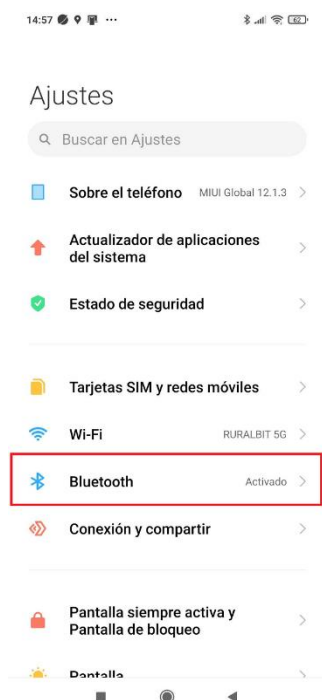 14:57
62
Ajustes
Buscar en Ajustes
Sobre el teléfono MIUI Global 12.1.3
Actualizador de aplicaciones
del sistema
Estado de seguridad
Tarjetas SIM y redes móviles
Wi-Fi RURALBIT 5G
Bluetooth Activado
Conexión y compartir
Pantalla siempre activa y
Pantalla de bloqueo
Pantalla